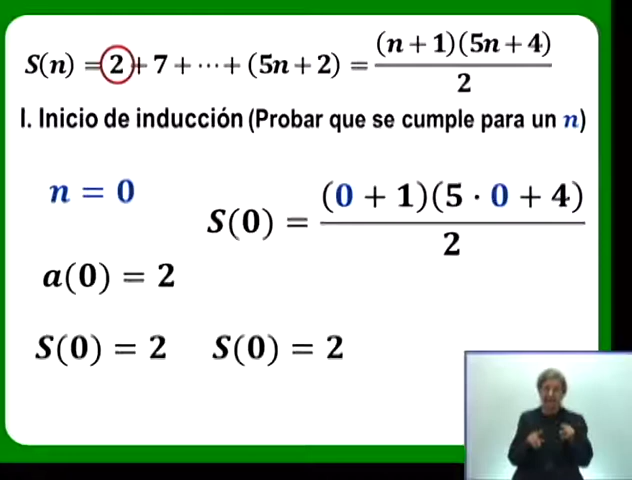 S(n) = 2 + 7 + ⋯ + (5n + 2) = (n + 1)(5n + 4) / 2
I. Inicio de inducción (Probar que se cumple para un n)
n = 0
S(0) = (0 + 1)(5 · 0 + 4) / 2
a(0) = 2
S(0) = 2 S(0) = 2